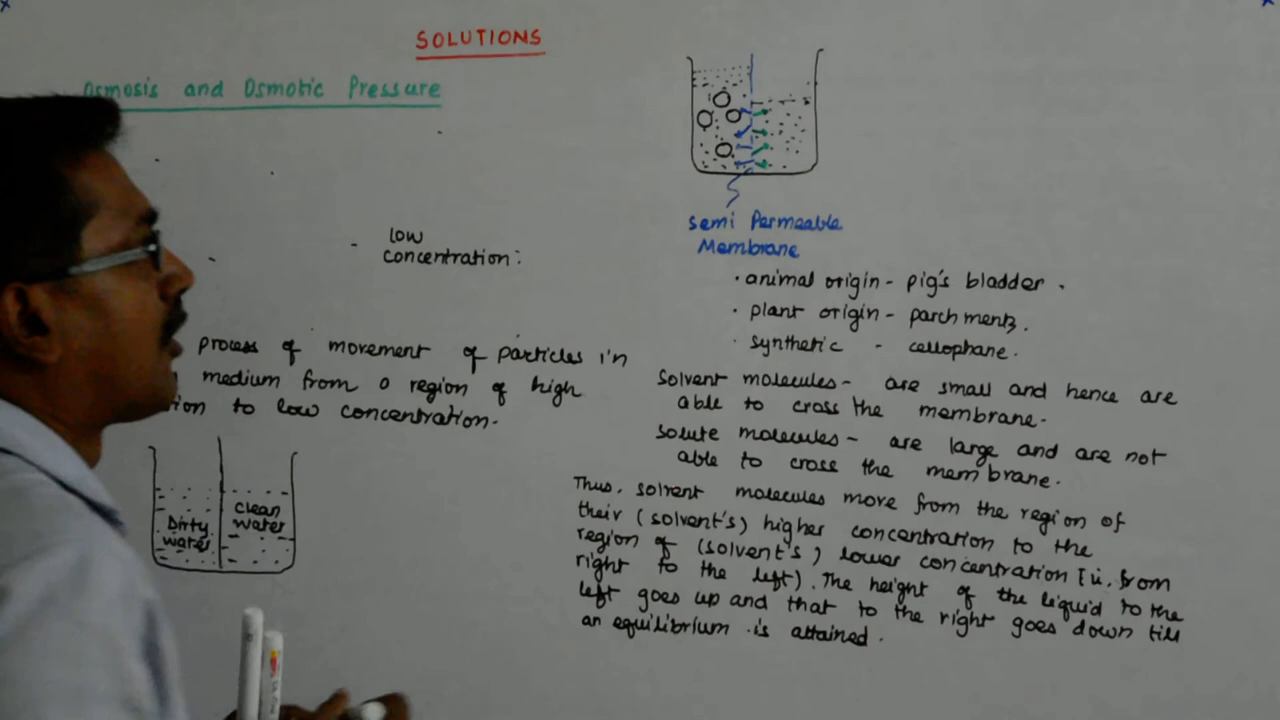 SOLUTIONS
Osmosis and Osmotic Pressure
low
concentration:
process of movement of particles in
medium from a region of high
to low concentration.
Dirty
water
Clean
water
Semi Permeable
Membrane
• animal origin - pig's bladder.
• plant origin - parchments.
• synthetic - cellophane.
Solvent molecules - are small and hence are
able to cross the membrane.
Solute molecules - are large and are not
able to cross the membrane.
Thus, solvent molecules move from the region of
their (solvent's) higher concentration to the
region of (solvent's) lower concentration [i.e. from
right to the left). The height of the liquid to the
left goes up and that to the right goes down till
an equilibrium is attained.